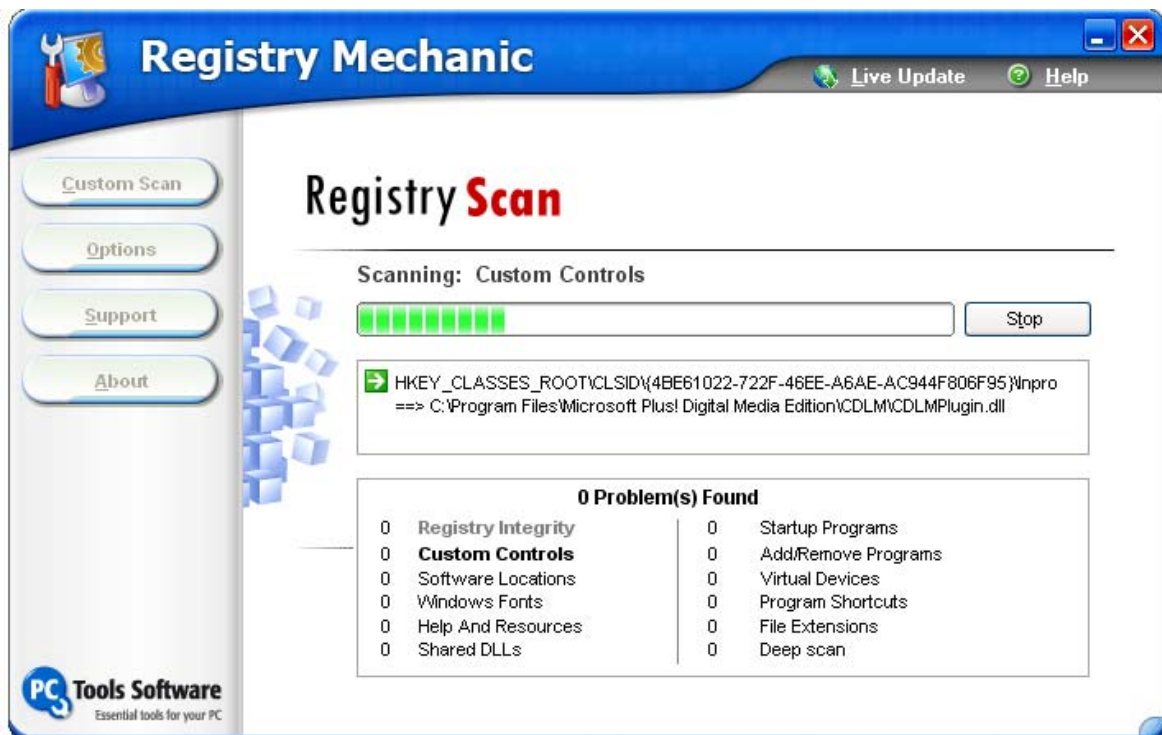 Registry Mechanic
Live Update
Help
Custom Scan
Options
Support
About
Registry Scan
Scanning: Custom Controls
Stop
HKEY_CLASSES_ROOT\CLSID\{4BE61022-722F-46EE-A6AE-AC944F806F95}\Inpro
==> C:\Program Files\Microsoft Plus! Digital Media Edition\CDLM\CDLMPlugin.dll
0 Problem(s) Found
0 Registry Integrity
0 Custom Controls
0 Software Locations
0 Windows Fonts
0 Help And Resources
0 Shared DLLs
0 Startup Programs
0 Add/Remove Programs
0 Virtual Devices
0 Program Shortcuts
0 File Extensions
0 Deep scan
PC Tools Software
Essential tools for your PC